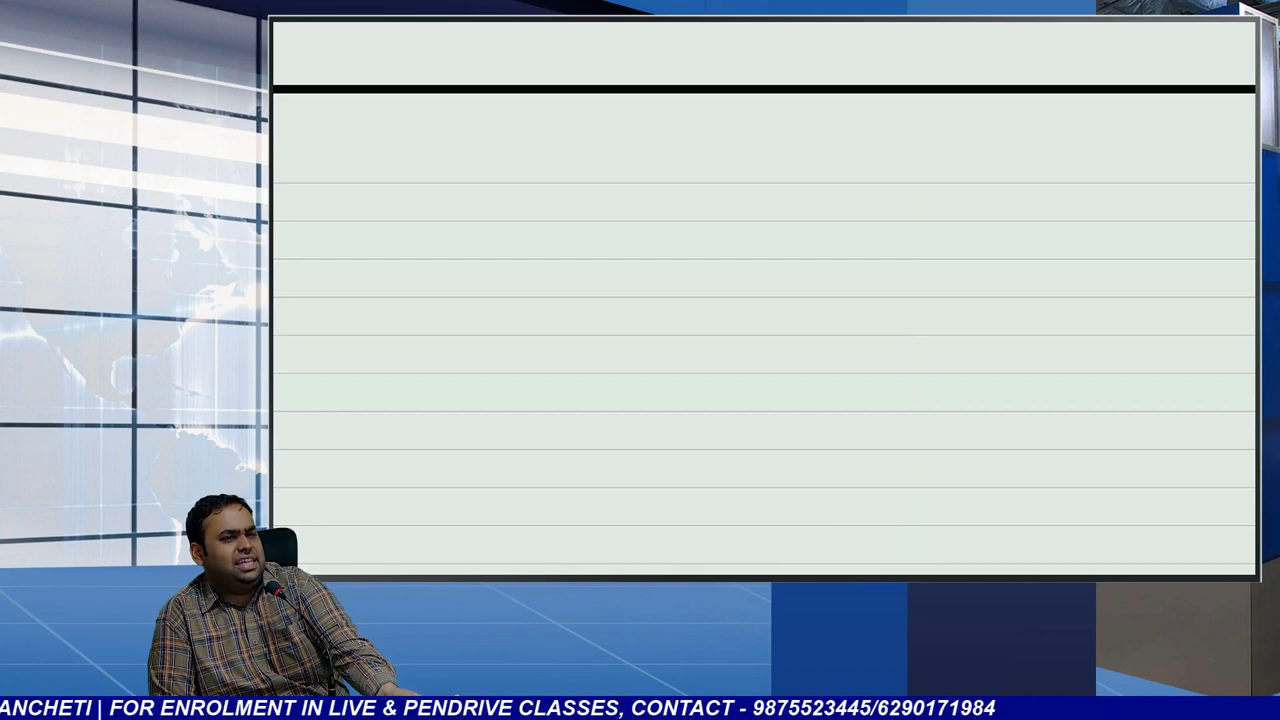 ANCHETI | FOR ENROLMENT IN LIVE & PENDRIVE CLASSES, CONTACT - 9875523445/6290171984